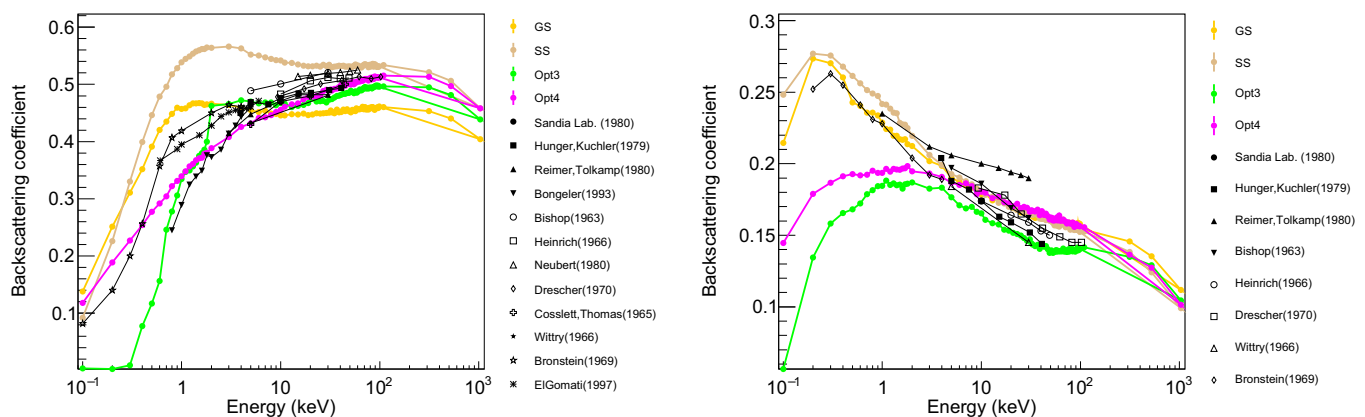 Backscattering coefficient
0.6
0.5
0.4
0.3
0.2
0.1
10⁻¹ 1 10 10² 10³
Energy (keV)
GS
SS
Opt3
Opt4
Sandia Lab. (1980)
Hunger,Kuchler(1979)
Reimer,Tolkamp(1980)
Bongeler(1993)
Bishop(1963)
Heinrich(1966)
Neubert(1980)
Drescher(1970)
Cosslett,Thomas(1965)
Wittry(1966)
Bronstein(1969)
ElGomati(1997)
Backscattering coefficient
0.3
0.25
0.2
0.15
0.1
10⁻¹ 1 10 10² 10³
Energy (keV)
GS
SS
Opt3
Opt4
Sandia Lab. (1980)
Hunger,Kuchler(1979)
Reimer,Tolkamp(1980)
Bishop(1963)
Heinrich(1966)
Drescher(1970)
Wittry(1966)
Bronstein(1969)